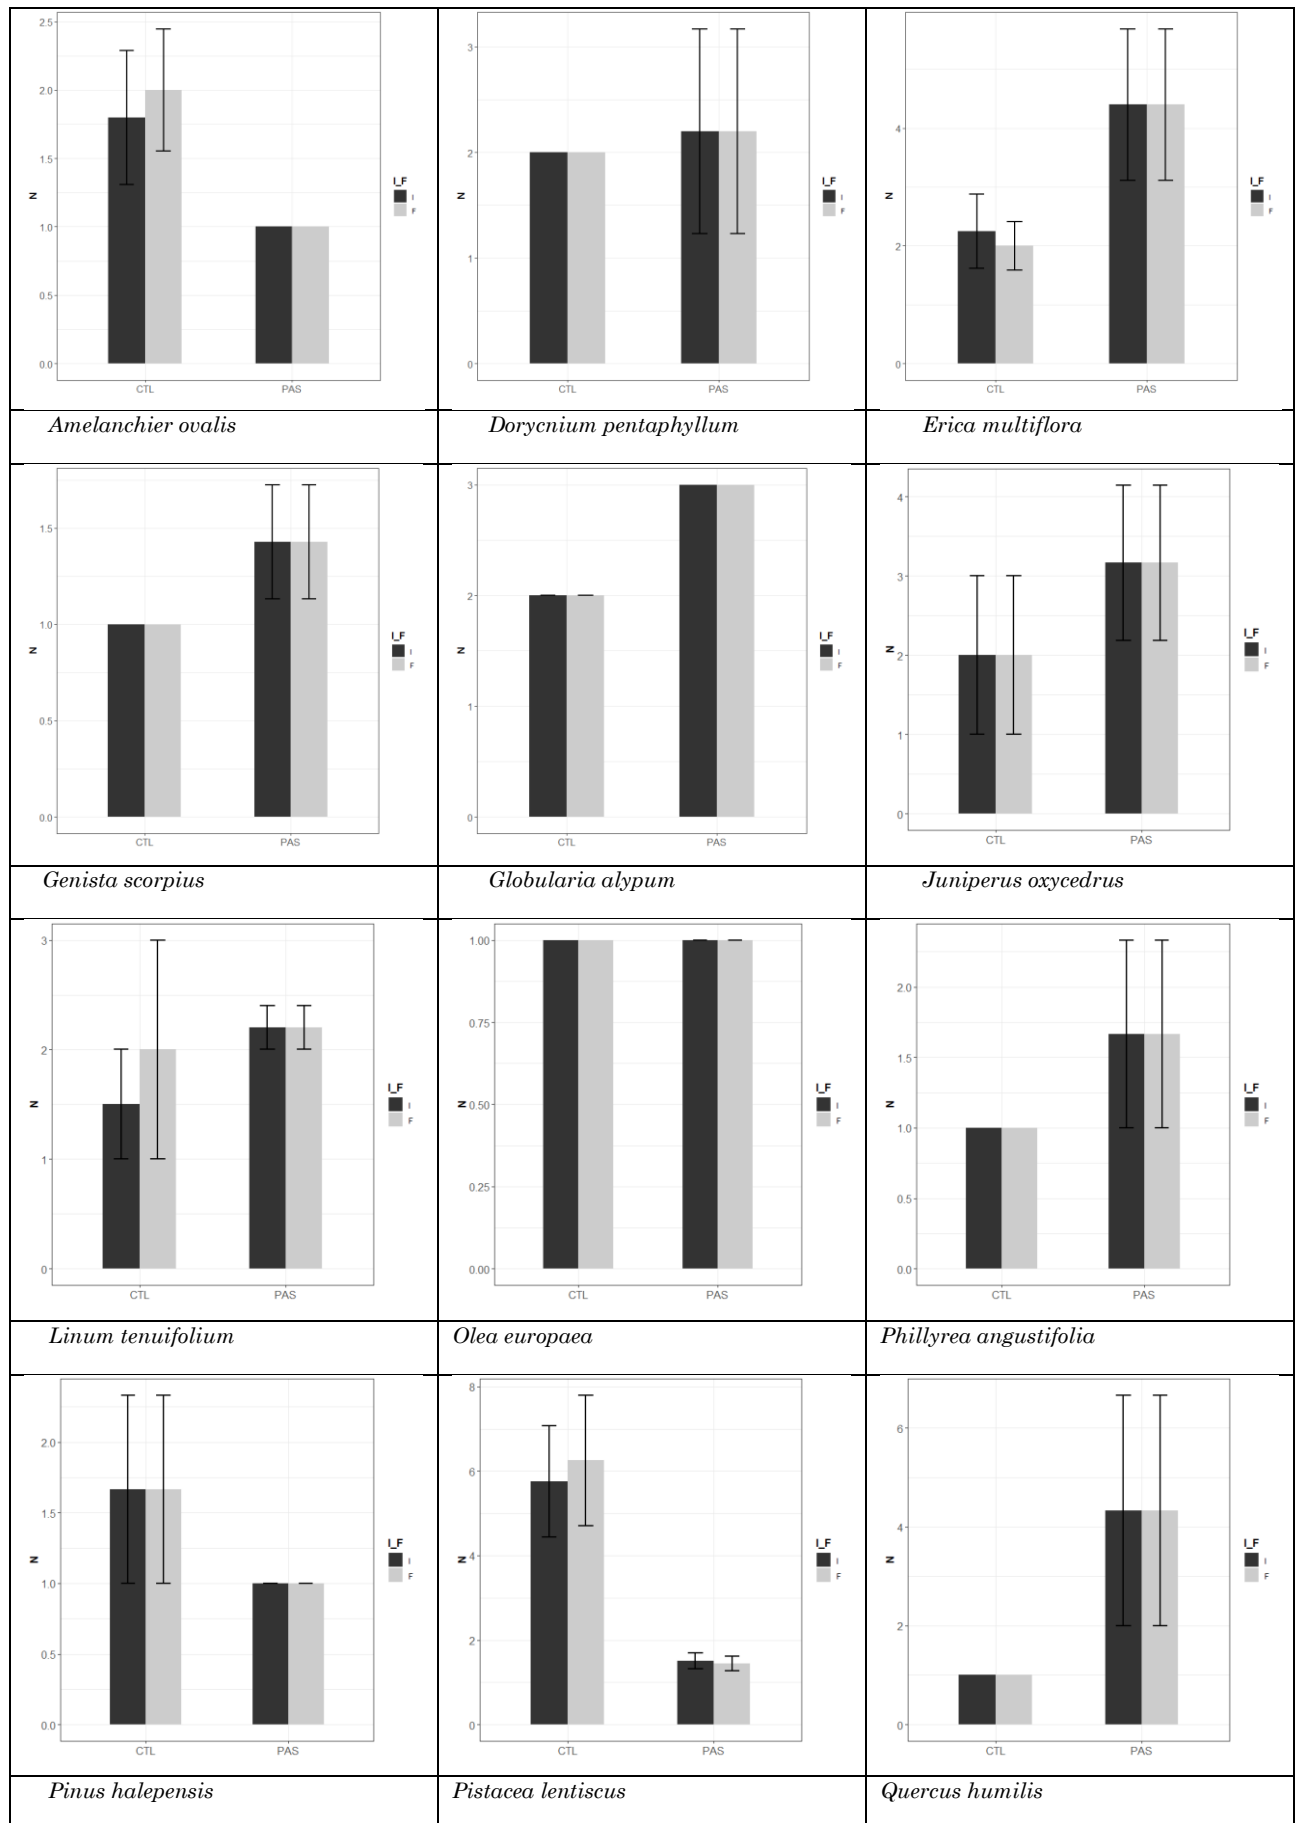 2.5
2.0
1.5
1.0
0.5
0.0
N
CTL
PAS
I_F
I
F
3
2
1
0
N
CTL
PAS
I_F
I
F
4
2
0
N
CTL
PAS
I_F
I
F
Amelanchier ovalis
Dorycnium pentaphyllum
Erica multiflora
1.5
1.0
0.5
0.0
N
CTL
PAS
I_F
I
F
3
2
1
0
N
CTL
PAS
I_F
I
F
4
3
2
1
0
N
CTL
PAS
I_F
I
F
Genista scorpius
Globularia alypum
Juniperus oxycedrus
3
2
1
0
N
CTL
PAS
I_F
I
F
1.00
0.75
0.50
0.25
0.00
N
CTL
PAS
I_F
I
F
2.0
1.5
1.0
0.5
0.0
N
CTL
PAS
I_F
I
F
Linum tenuifolium
Olea europaea
Phillyrea angustifolia
2.0
1.5
1.0
0.5
0.0
N
CTL
PAS
I_F
I
F
8
6
4
2
0
N
CTL
PAS
I_F
I
F
6
4
2
0
N
CTL
PAS
I_F
I
F
Pinus halepensis
Pistacea lentiscus
Quercus humilis